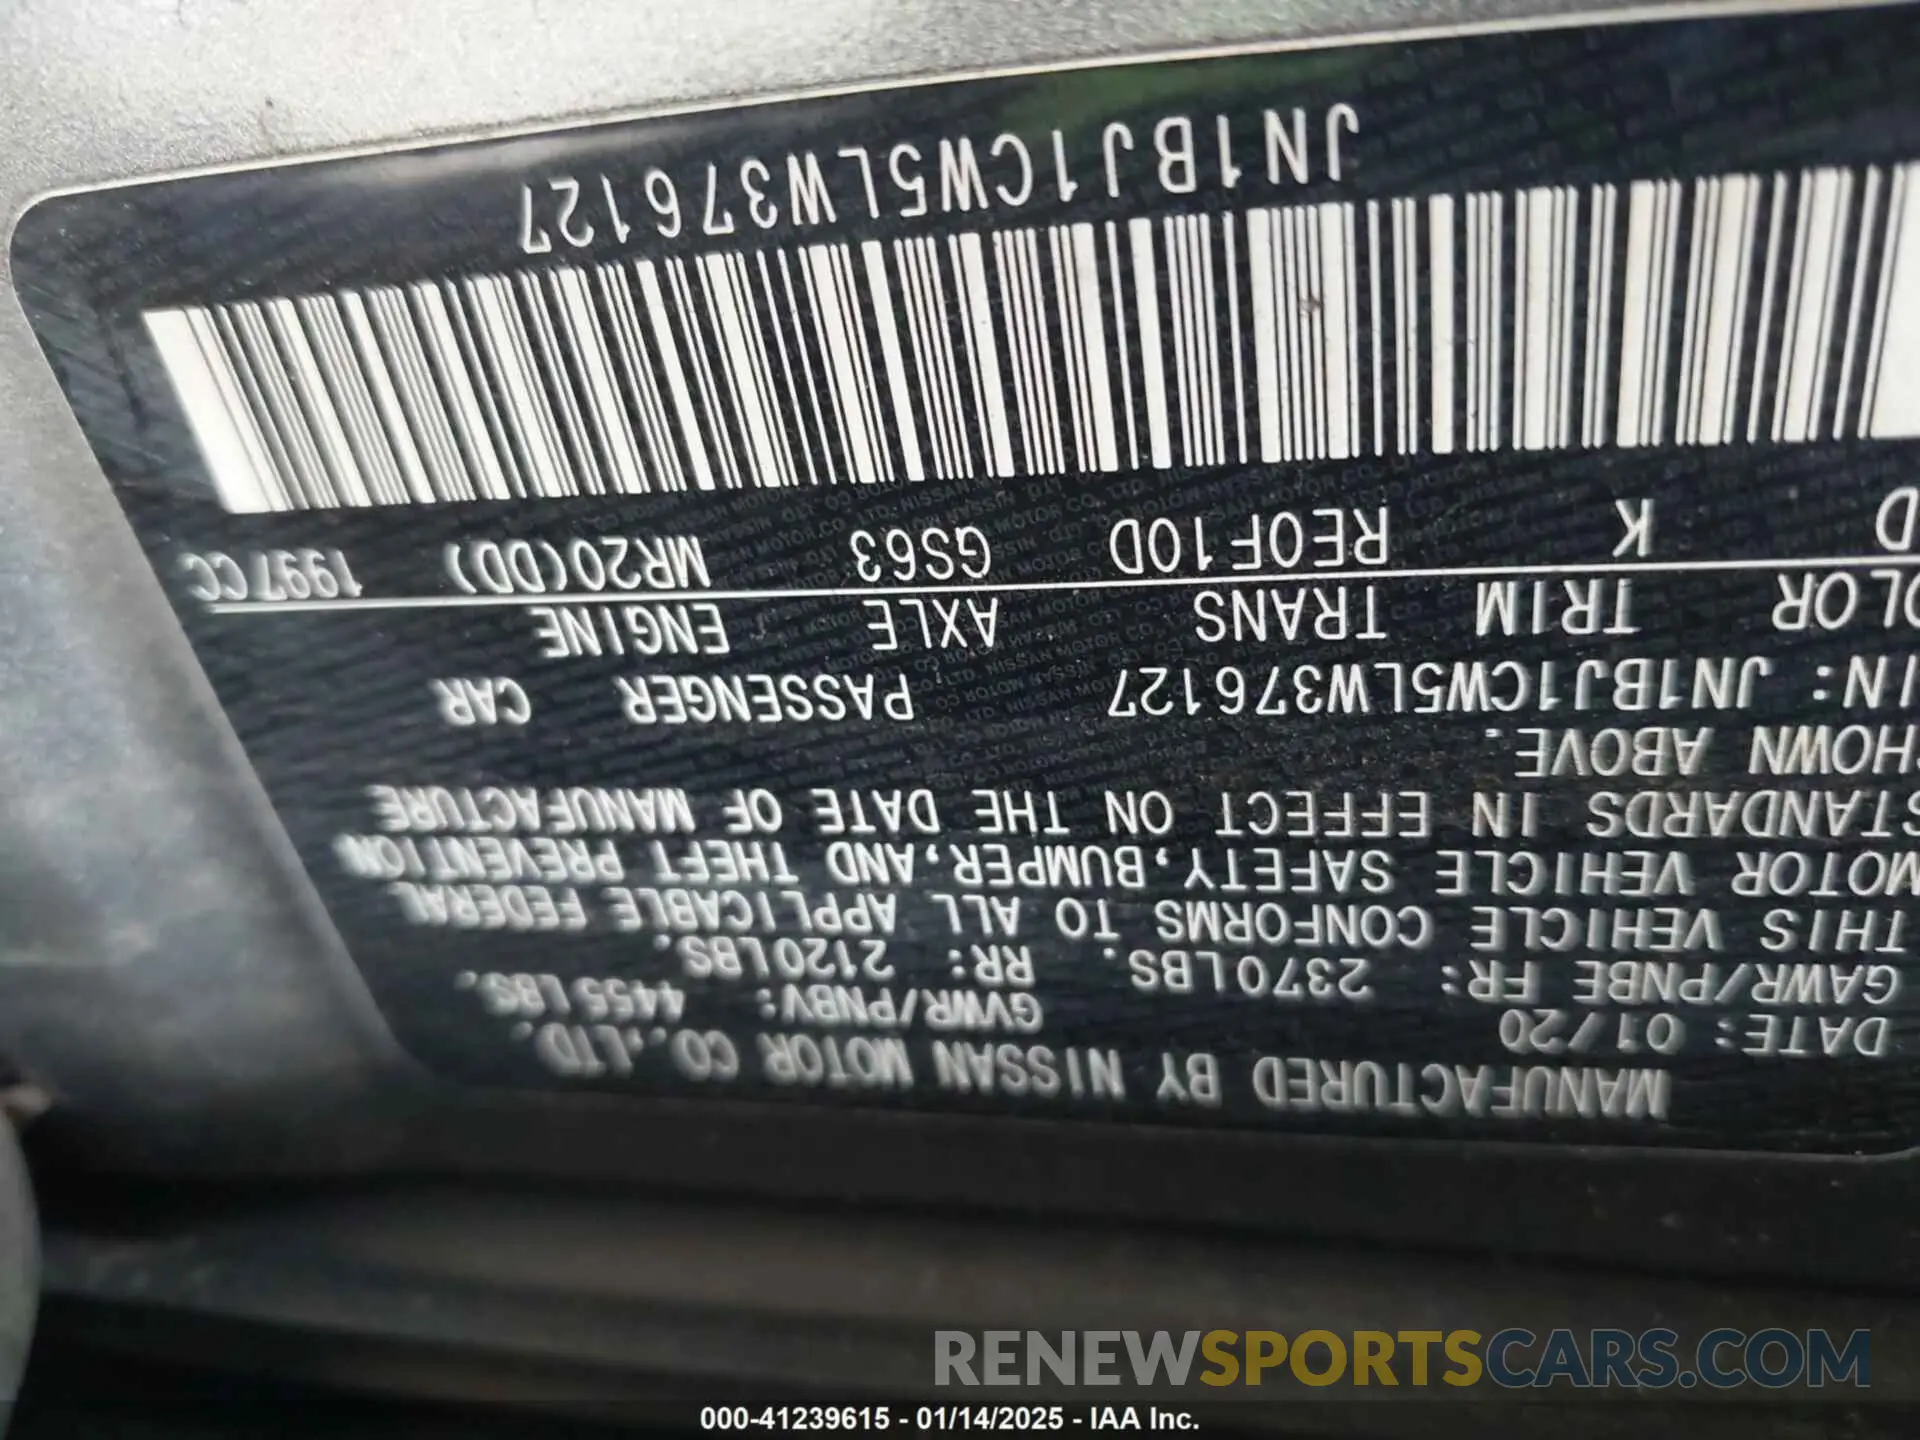 MANUFACTURED BY NISSAN MOTOR CO.,LTD.
DATE: 01/20 GVWR/PNBV: 4455LBS.
GAWR/PNBE FR: 2370LBS. RR: 2120LBS.
THIS VEHICLE CONFORMS TO ALL APPLICABLE FEDERAL
MOTOR VEHICLE SAFETY,BUMPER,AND THEFT PREVENTION
STANDARDS IN EFFECT ON THE DATE OF MANUFACTURE
HOWN ABOVE.
IN: JN1BJ1CW5LW376127 PASSENGER CAR
OLOR TRIM TRANS AXLE ENGINE
D K RE0F10D GS63 MR20(DD) 1997CC
JN1BJ1CW5LW376127
RENEWSPORTSCARS.COM
000-41239615 - 01/14/2025 - IAA Inc.